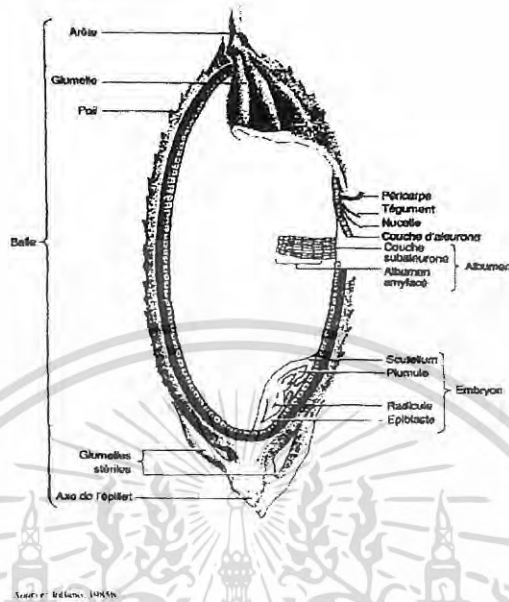 Arête
Glumelle
Poil
Balle
Péricarpe
Tégument
Nucelle
Couche d'aleurone
Couche
subaleurone
Albumen
amylacé
Albumen
Scutellum
Plumule
Radicule
Epiblaste
Embryon
Glumelles
stériles
Axe de l'épillet